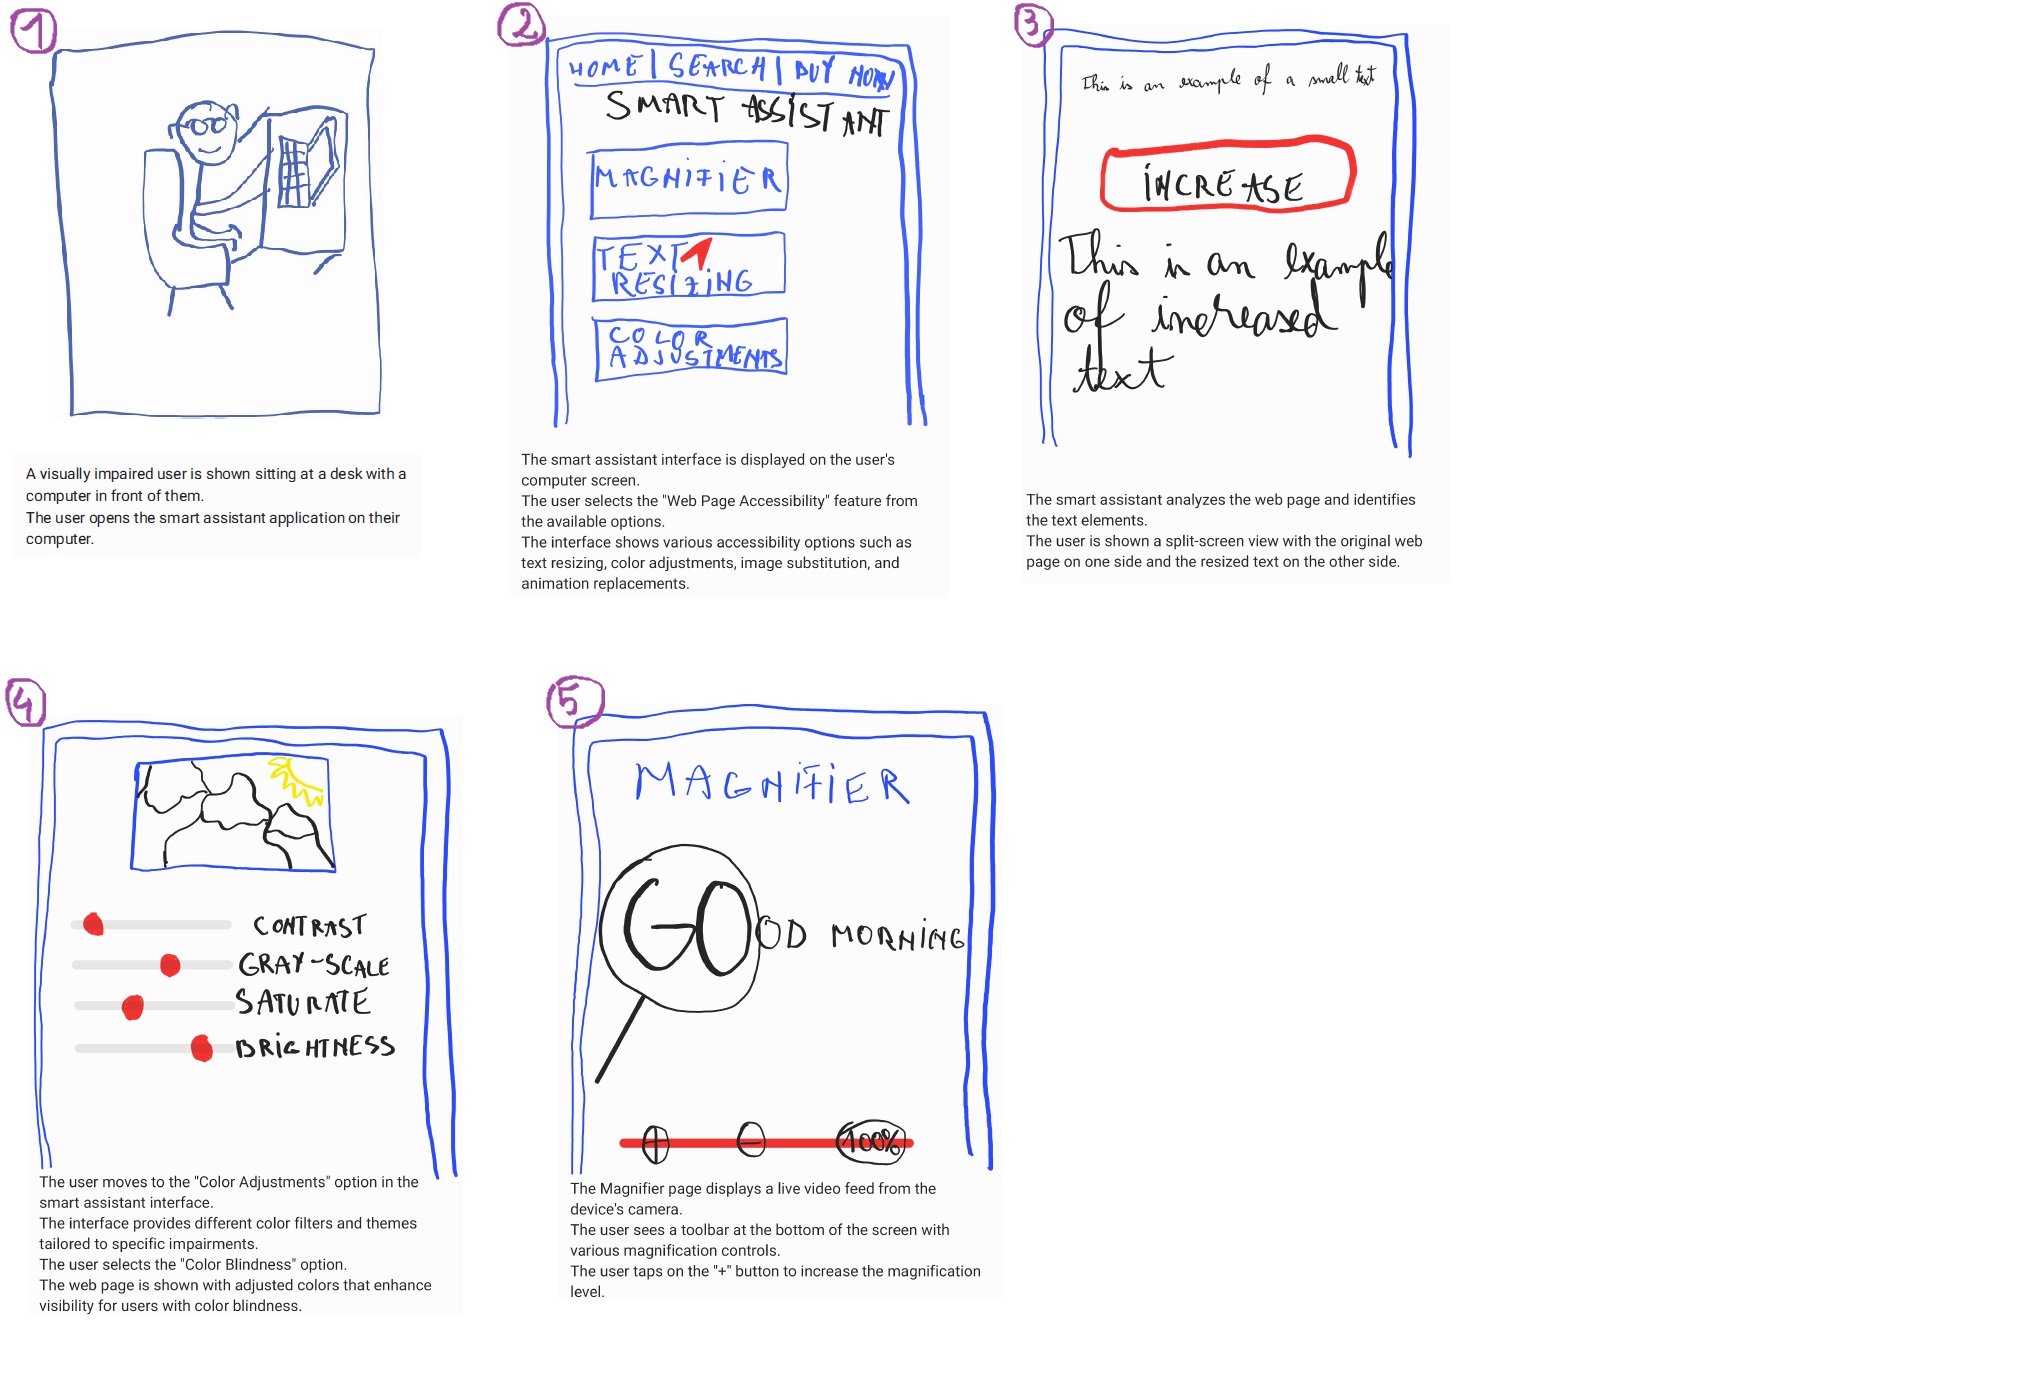 1
A visually impaired user is shown sitting at a desk with a
computer in front of them.
The user opens the smart assistant application on their
computer.
2
HOME | SEARCH | BUY NOW
SMART ASSISTANT
MAGNIFIER
TEXT
RESIZING
COLOR
ADJUSTMENTS
The smart assistant interface is displayed on the user's
computer screen.
The user selects the "Web Page Accessibility" feature from
the available options.
The interface shows various accessibility options such as
text resizing, color adjustments, image substitution, and
animation replacements.
3
This is an example of a small text
INCREASE
This is an example
of increased
text
The smart assistant analyzes the web page and identifies
the text elements.
The user is shown a split-screen view with the original web
page on one side and the resized text on the other side.
4
CONTRAST
GRAY-SCALE
SATURATE
BRIGHTNESS
The user moves to the "Color Adjustments" option in the
smart assistant interface.
The interface provides different color filters and themes
tailored to specific impairments.
The user selects the "Color Blindness" option.
The web page is shown with adjusted colors that enhance
visibility for users with color blindness.
5
MAGNIFIER
GOOD MORNING
+ - 100%
The Magnifier page displays a live video feed from the
device's camera.
The user sees a toolbar at the bottom of the screen with
various magnification controls.
The user taps on the "+" button to increase the magnification
level.